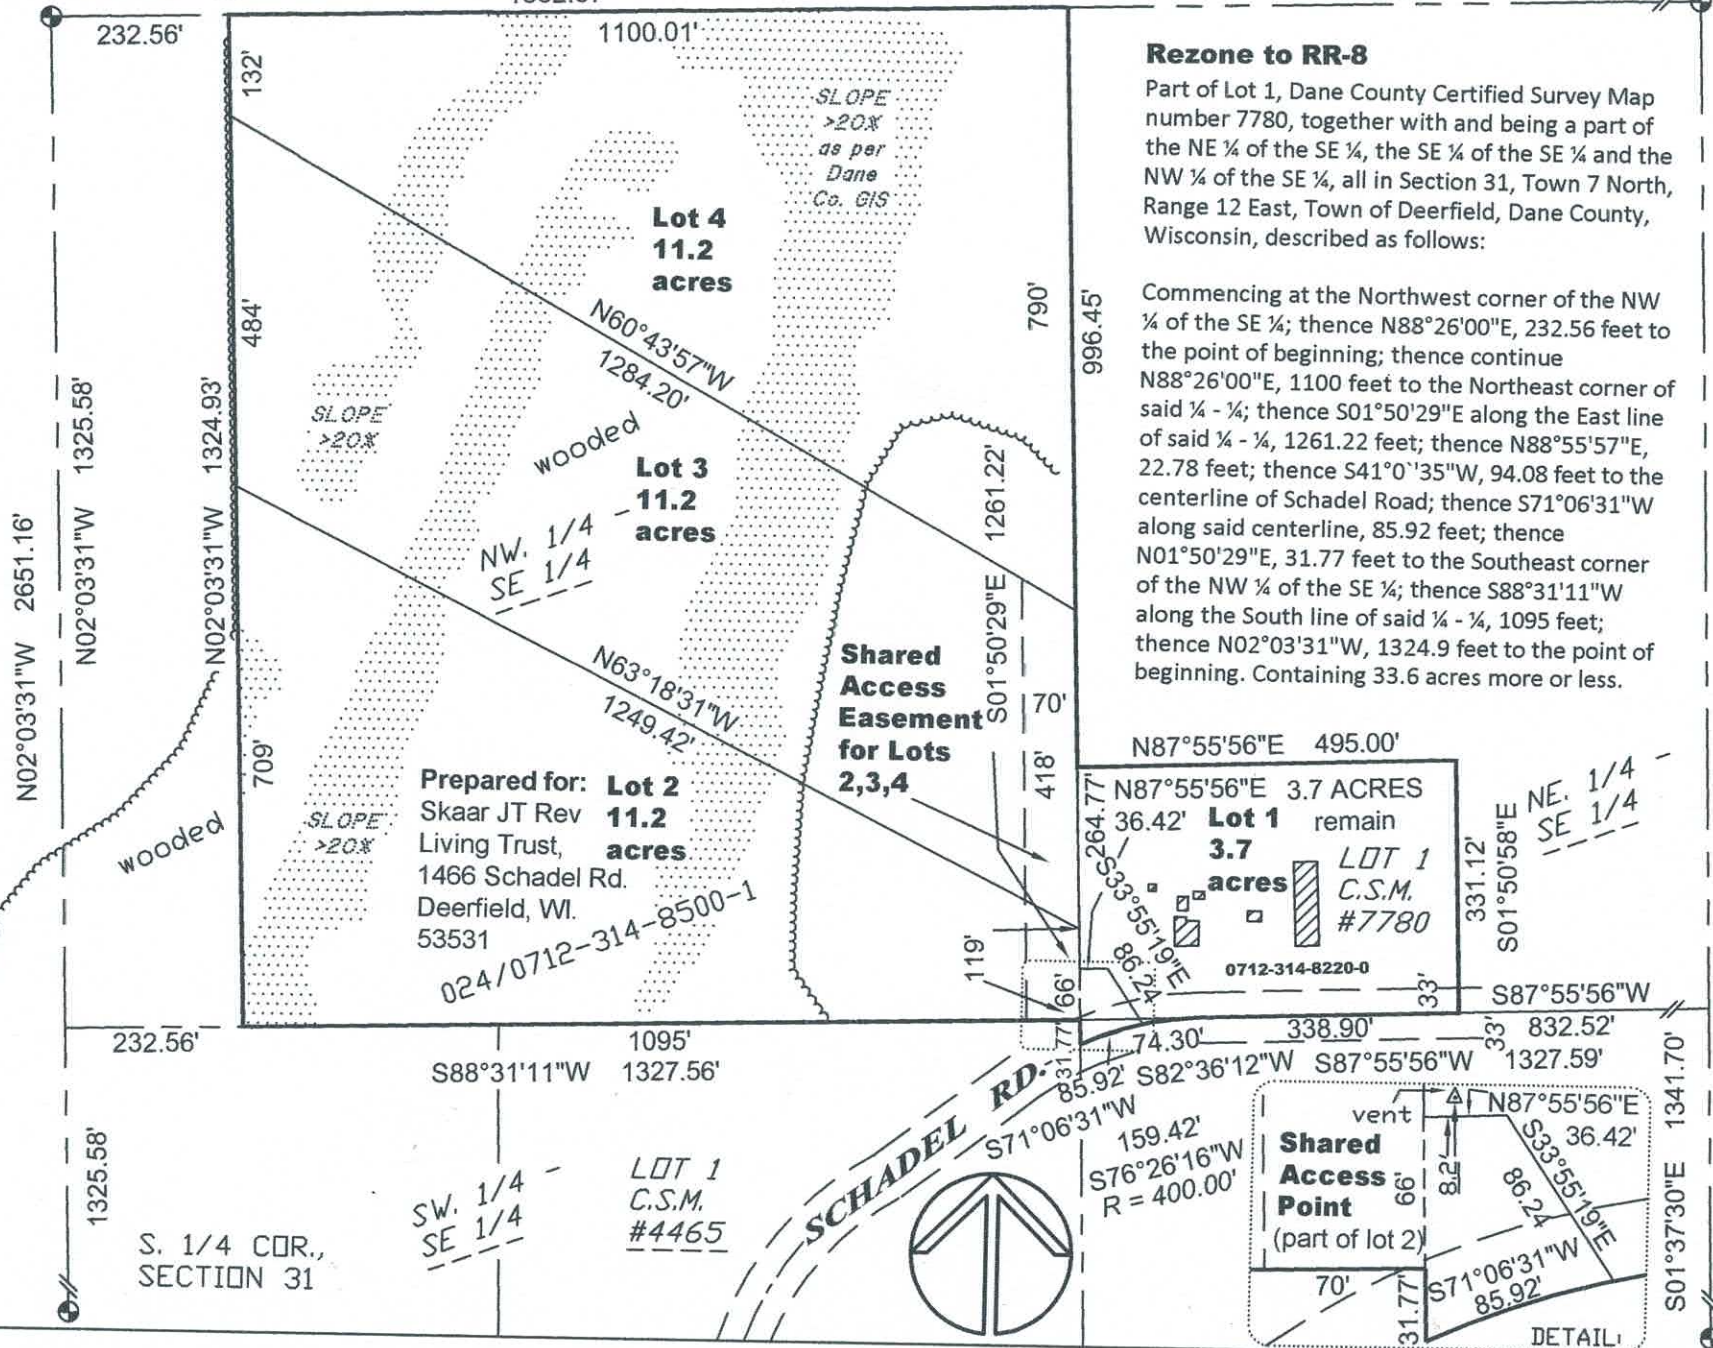 232.56'
1100.01'
132'
SLOPE
>20%
as per
Dane
Co. GIS
Lot 4
11.2
acres
N60°43'57"W
1284.20'
484'
790'
996.45'
SLOPE
>20%
wooded
Lot 3
11.2
acres
NW. 1/4 -
SE 1/4
N02°03'31"W 2651.16'
N02°03'31"W 1325.58'
N02°03'31"W 1324.93'
S01°50'29"E 1261.22'
N63°18'31"W
1249.42'
Shared
Access
Easement
for Lots
2,3,4
70'
418'
709'
wooded
SLOPE
>20%
Prepared for:
Skaar JT Rev
Living Trust,
1466 Schadel Rd.
Deerfield, WI.
53531
Lot 2
11.2
acres
024/0712-314-8500-1
119'
66'
Rezone to RR-8
Part of Lot 1, Dane County Certified Survey Map
number 7780, together with and being a part of
the NE ¼ of the SE ¼, the SE ¼ of the SE ¼ and the
NW ¼ of the SE ¼, all in Section 31, Town 7 North,
Range 12 East, Town of Deerfield, Dane County,
Wisconsin, described as follows:
Commencing at the Northwest corner of the NW
¼ of the SE ¼; thence N88°26'00"E, 232.56 feet to
the point of beginning; thence continue
N88°26'00"E, 1100 feet to the Northeast corner of
said ¼ - ¼; thence S01°50'29"E along the East line
of said ¼ - ¼, 1261.22 feet; thence N88°55'57"E,
22.78 feet; thence S41°0''35"W, 94.08 feet to the
centerline of Schadel Road; thence S71°06'31"W
along said centerline, 85.92 feet; thence
N01°50'29"E, 31.77 feet to the Southeast corner
of the NW ¼ of the SE ¼; thence S88°31'11"W
along the South line of said ¼ - ¼, 1095 feet;
thence N02°03'31"W, 1324.9 feet to the point of
beginning. Containing 33.6 acres more or less.
N87°55'56"E 495.00'
264.77'
N87°55'56"E
36.42'
3.7 ACRES
remain
Lot 1
3.7
acres
LOT 1
C.S.M.
#7780
S33°55'19"E
86.24
0712-314-8220-0
331.12'
S01°50'58"E
NE. 1/4 -
SE 1/4
33'
S87°55'56"W
232.56'
1095'
S88°31'11"W 1327.56'
31.77'
74.30'
338.90'
33'
832.52'
85.92'
S82°36'12"W
S87°55'56"W
1327.59'
S71°06'31"W
159.42'
S76°26'16"W
R = 400.00'
SCHADEL RD.
1325.58'
S. 1/4 COR.,
SECTION 31
SW. 1/4 -
SE 1/4
LOT 1
C.S.M.
#4465
vent
N87°55'56"E
36.42'
Shared
Access
Point
(part of lot 2)
66'
8.2'
S33°55'19"E
86.24
S71°06'31"W
85.92'
70'
31.77'
DETAIL:
S01°37'30"E 1341.70'